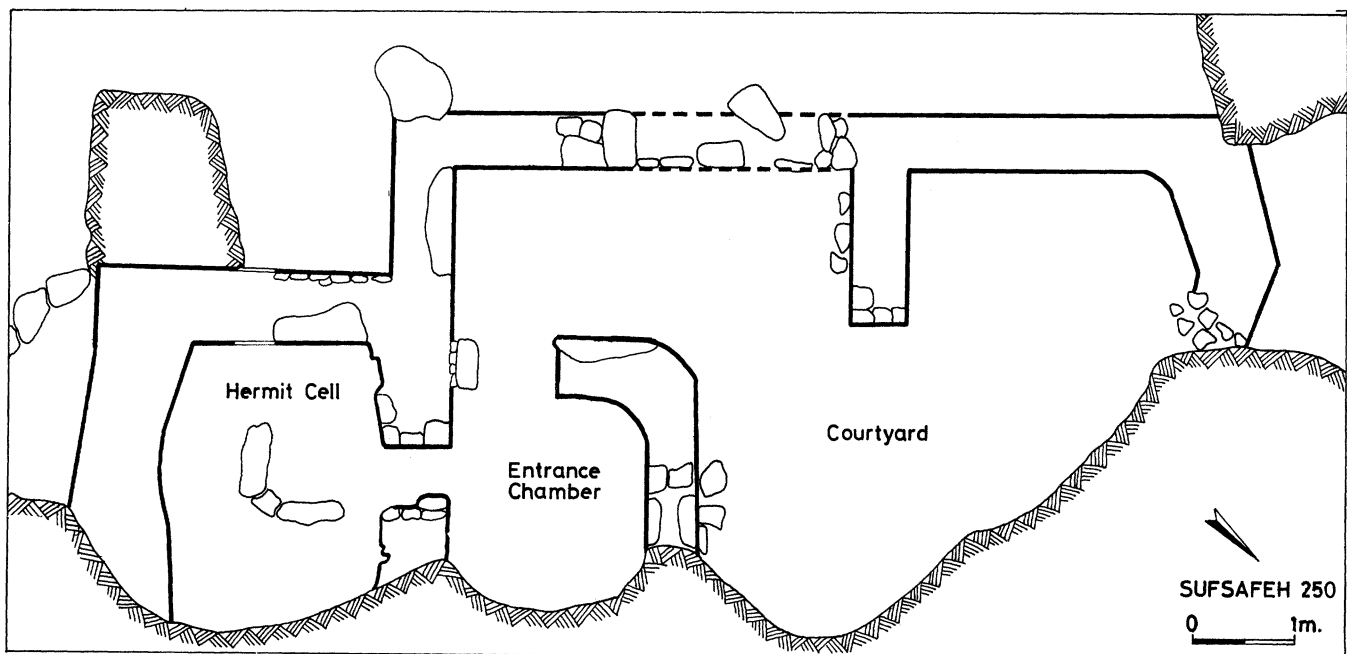 Hermit Cell
Entrance
Chamber
Courtyard
SUFSAFEH 250
0 1m.